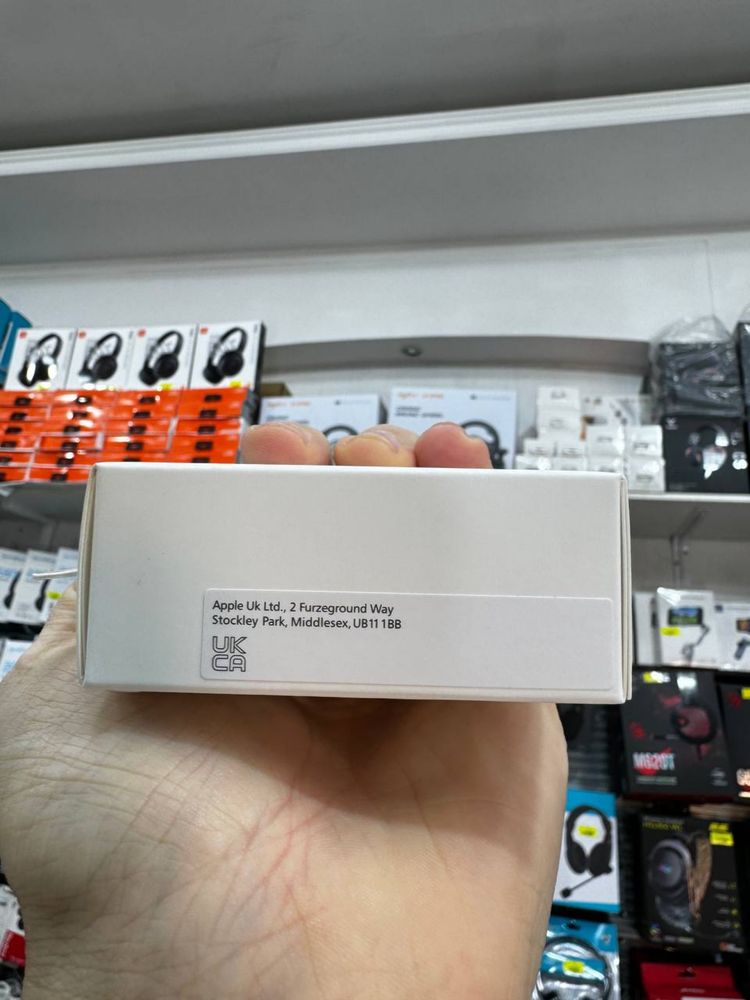 Apple Uk Ltd., 2 Furzeground Way
Stockley Park, Middlesex, UB11 1BB
UK
CA